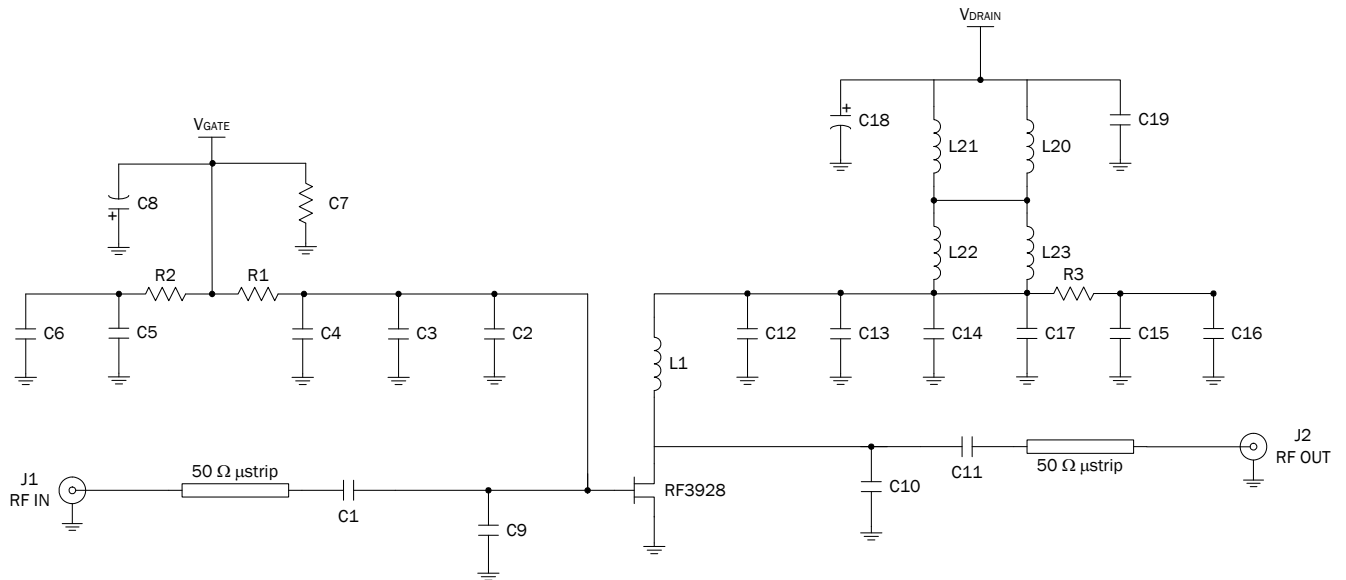 VDRAIN
+
C18
L21
L20
C19
VGATE
C8
+
C7
L22
L23
R2
R1
R3
C6
C5
C4
C3
C2
C12
C13
C14
C17
C15
C16
L1
J1
RF IN
50 Ω µstrip
C1
C9
RF3928
C10
C11
50 Ω µstrip
J2
RF OUT